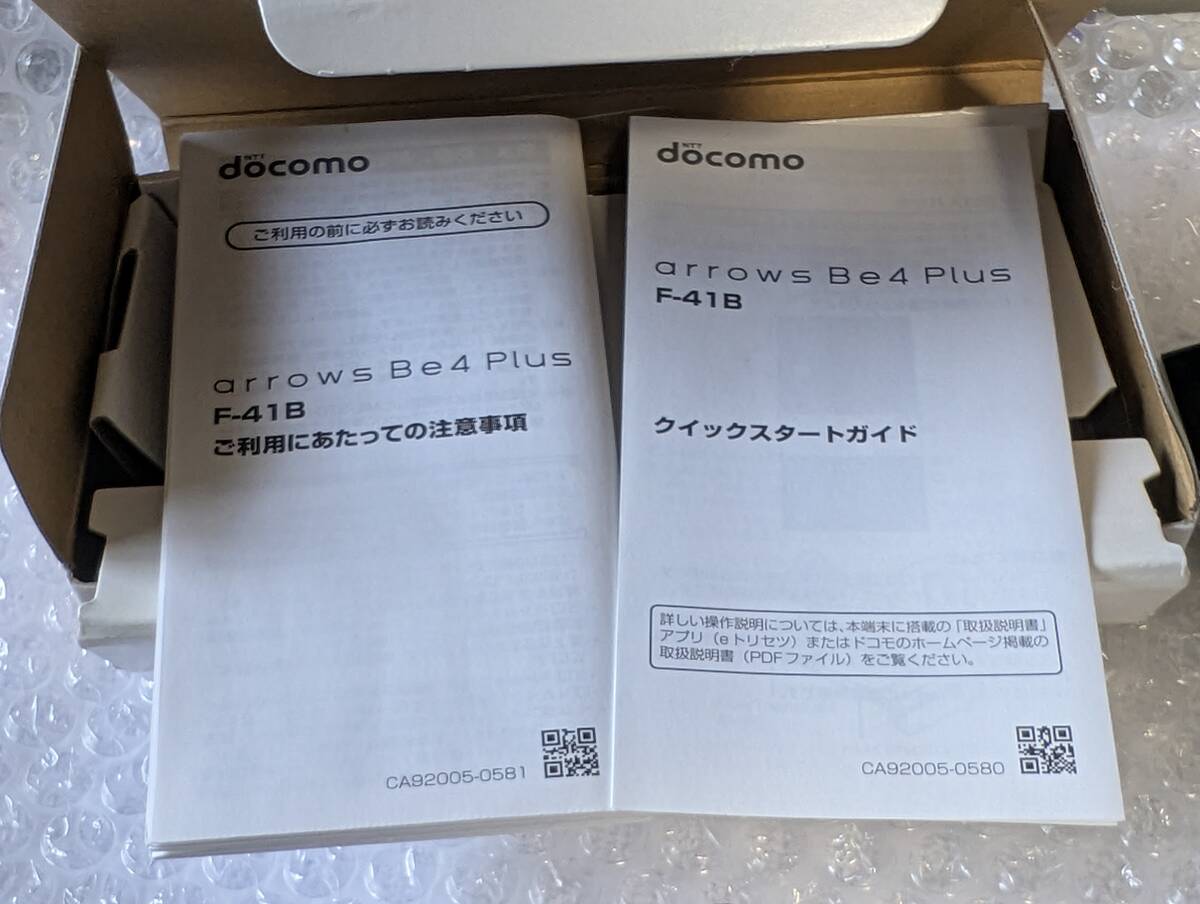 NTT
döcomo
ご利用の前に必ずお読みください
arrows Be4 Plus
F-41B
ご利用にあたっての注意事項
CA92005-0581
NTT
döcomo
arrows Be4 Plus
F-41B
クイックスタートガイド
詳しい操作説明については、本端末に搭載の「取扱説明書」
アプリ（eトリセツ）またはドコモのホームページ掲載の
取扱説明書（PDFファイル）をご覧ください。
CA92005-0580